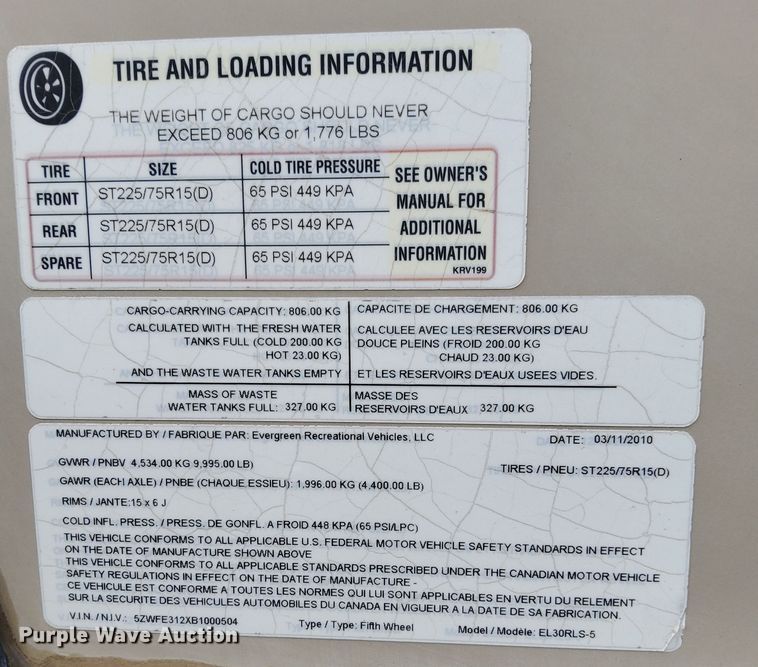 TIRE AND LOADING INFORMATION
THE WEIGHT OF CARGO SHOULD NEVER
EXCEED 806 KG or 1,776 LBS
TIRE SIZE COLD TIRE PRESSURE
FRONT ST225/75R15(D) 65 PSI 449 KPA
REAR ST225/75R15(D) 65 PSI 449 KPA
SPARE ST225/75R15(D) 65 PSI 449 KPA
SEE OWNER'S
MANUAL FOR
ADDITIONAL
INFORMATION
KRV199
CARGO-CARRYING CAPACITY: 806.00 KG
CALCULATED WITH THE FRESH WATER
TANKS FULL (COLD 200.00 KG
HOT 23.00 KG)
AND THE WASTE WATER TANKS EMPTY
MASS OF WASTE
WATER TANKS FULL: 327.00 KG
CAPACITE DE CHARGEMENT: 806.00 KG
CALCULEE AVEC LES RESERVOIRS D'EAU
DOUCE PLEINS (FROID 200.00 KG
CHAUD 23.00 KG)
ET LES RESERVOIRS D'EAUX USEES VIDES.
MASSE DES
RESERVOIRS D'EAUX 327.00 KG
MANUFACTURED BY / FABRIQUE PAR: Evergreen Recreational Vehicles, LLC DATE: 03/11/2010
GVWR / PNBV 4,534.00 KG 9,995.00 LB) TIRES / PNEU: ST225/75R15(D)
GAWR (EACH AXLE) / PNBE (CHAQUE ESSIEU): 1,996.00 KG (4,400.00 LB)
RIMS / JANTE:15 x 6 J
COLD INFL. PRESS. / PRESS. DE GONFL. A FROID 448 KPA (65 PSI/LPC)
THIS VEHICLE CONFORMS TO ALL APPLICABLE U.S. FEDERAL MOTOR VEHICLE SAFETY STANDARDS IN EFFECT
ON THE DATE OF MANUFACTURE SHOWN ABOVE
THIS VEHICLE CONFORMS TO ALL APPLICABLE STANDARDS PRESCRIBED UNDER THE CANADIAN MOTOR VEHICLE
SAFETY REGULATIONS IN EFFECT ON THE DATE OF MANUFACTURE -
CE VEHICULE EST CONFORME A TOUTES LES NORMES QUI LUI SONT APPLICABLES EN VERTU DU RELEMENT
SUR LA SECURITE DES VEHICULES AUTOMOBILES DU CANADA EN VIGUEUR A LA DATE DE SA FABRICATION.
V.I.N. / N.I.V.: 5ZWFE312XB1000504 Type / Type: Fifth Wheel Model / Modèle: EL30RLS-5
Purple Wave Auction